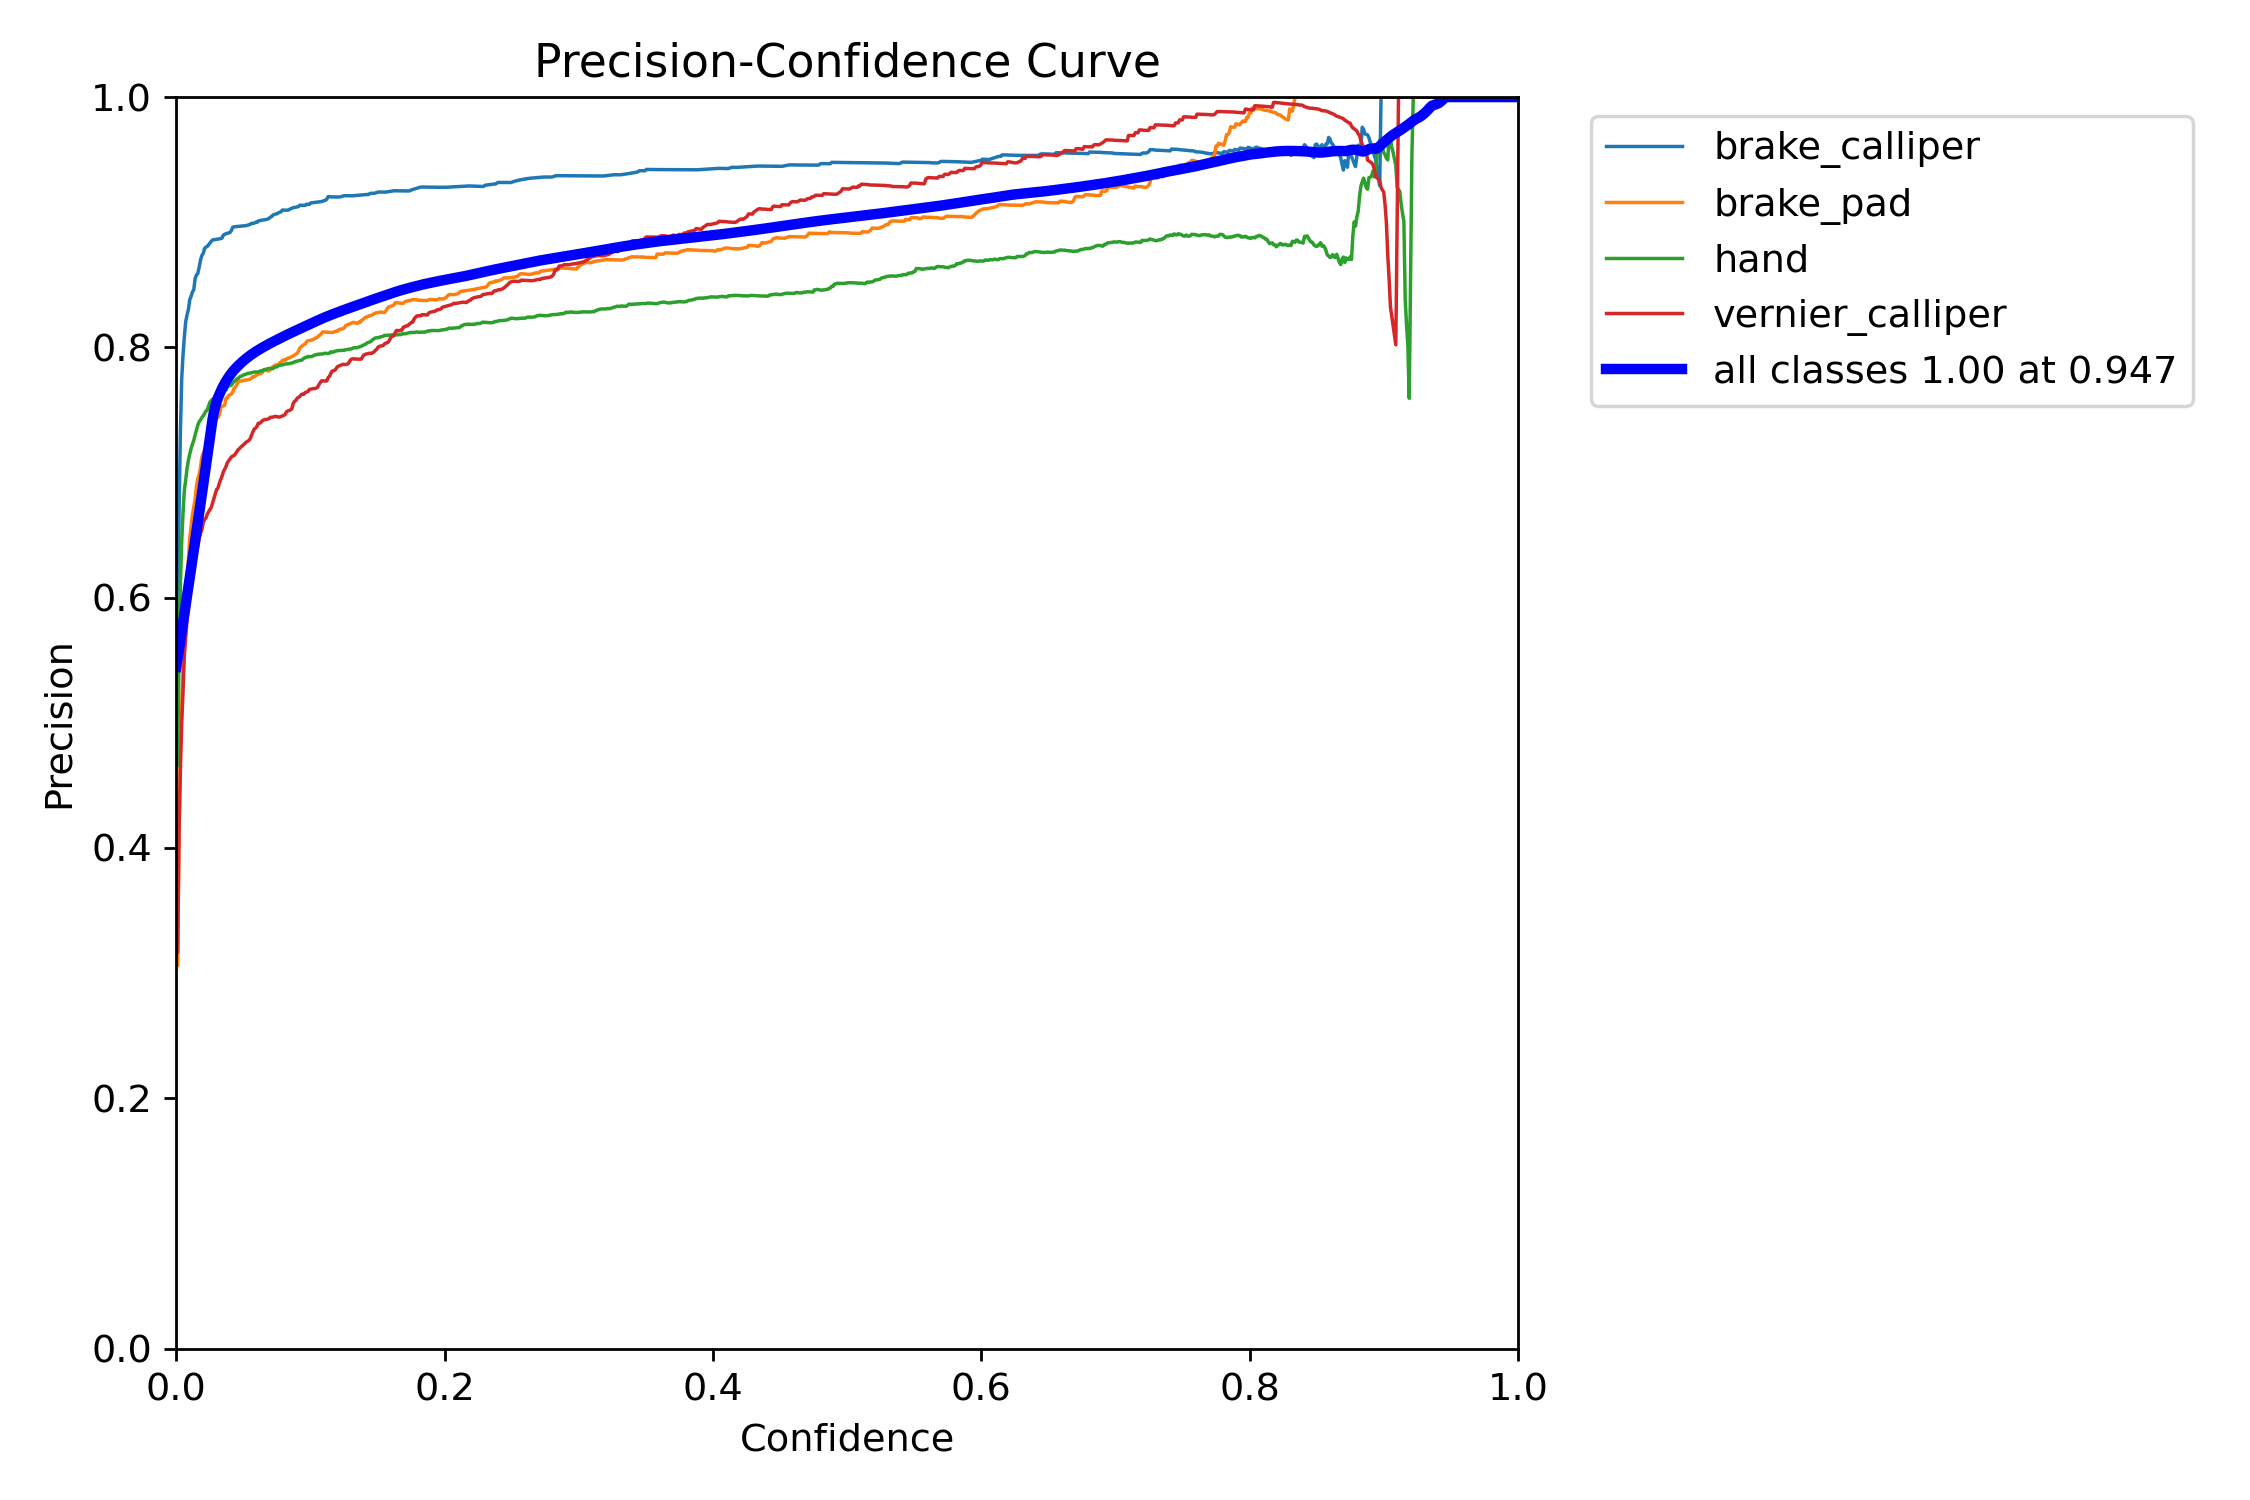 Precision-Confidence Curve
1.0
0.8
0.6
0.4
0.2
0.0
Precision
0.0 0.2 0.4 0.6 0.8 1.0
Confidence
brake_calliper
brake_pad
hand
vernier_calliper
all classes 1.00 at 0.947